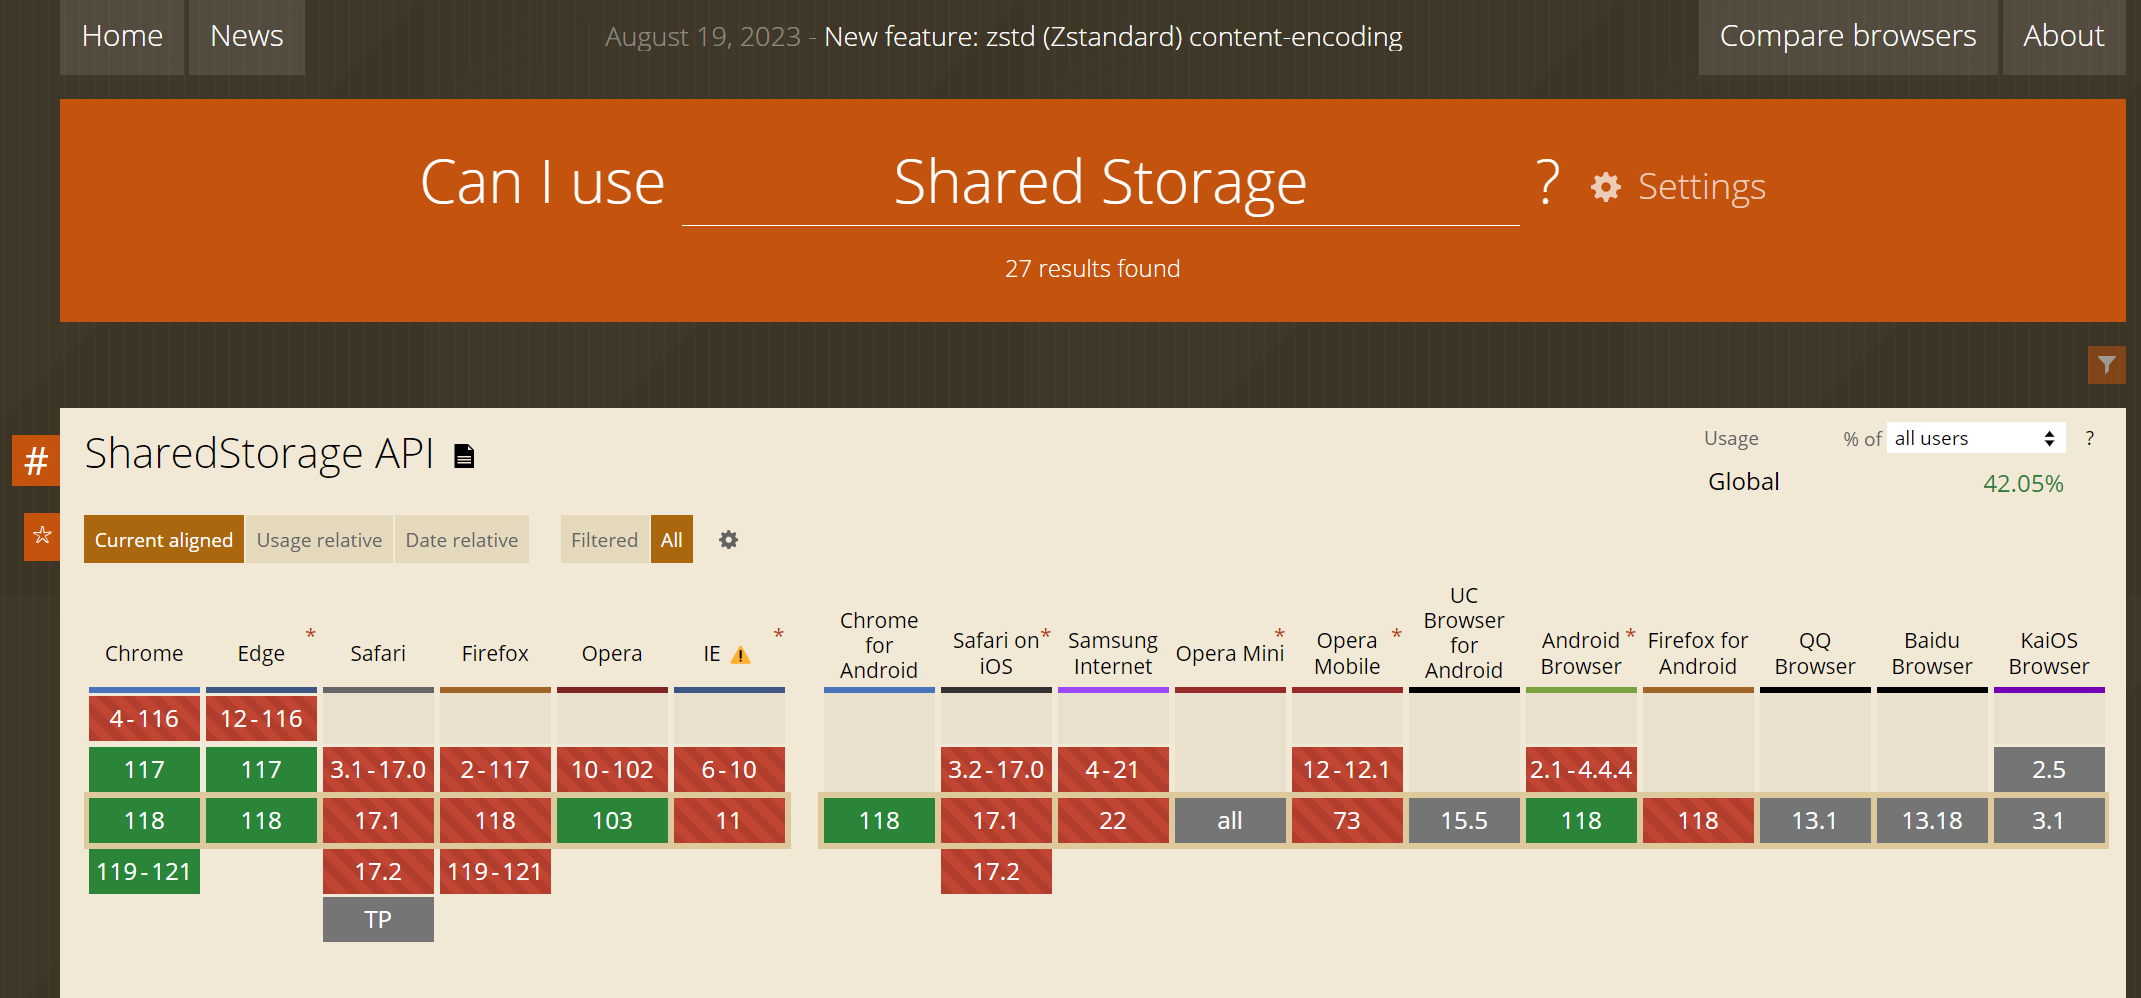 Home News August 19, 2023 - New feature: zstd (Zstandard) content-encoding Compare browsers About
Can I use Shared Storage ? Settings
27 results found
# SharedStorage API
Usage % of all users ?
Global 42.05%
☆
Current aligned Usage relative Date relative Filtered All
Chrome Edge * Safari Firefox Opera IE * Chrome for Android Safari on iOS * Samsung Internet Opera Mini * Opera Mobile * UC Browser for Android Android Browser * Firefox for Android QQ Browser Baidu Browser KaiOS Browser
4-116 12-116
117 117 3.1-17.0 2-117 10-102 6-10 3.2-17.0 4-21 12-12.1 2.1-4.4.4 2.5
118 118 17.1 118 103 11 118 17.1 22 all 73 15.5 118 118 13.1 13.18 3.1
119-121 17.2 119-121 17.2
TP